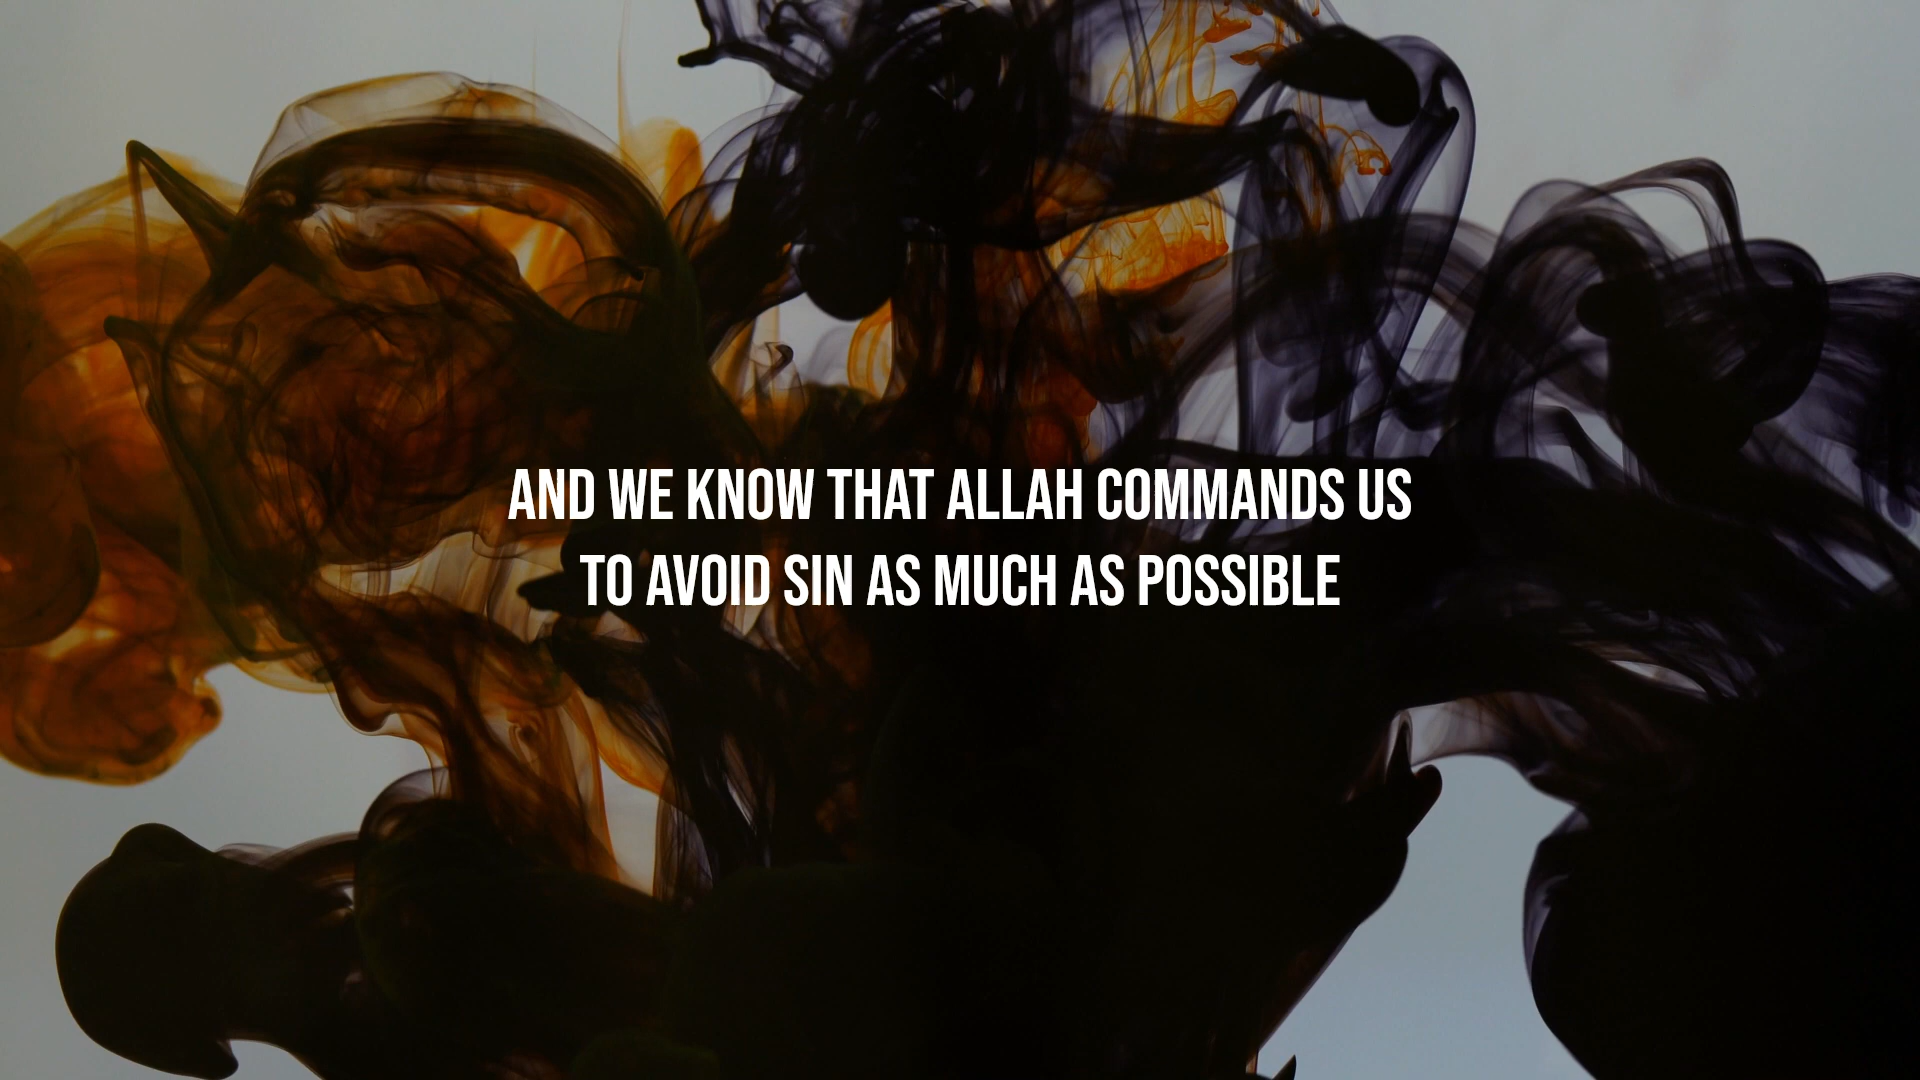 AND WE KNOW THAT ALLAH COMMANDS US
TO AVOID SIN AS MUCH AS POSSIBLE